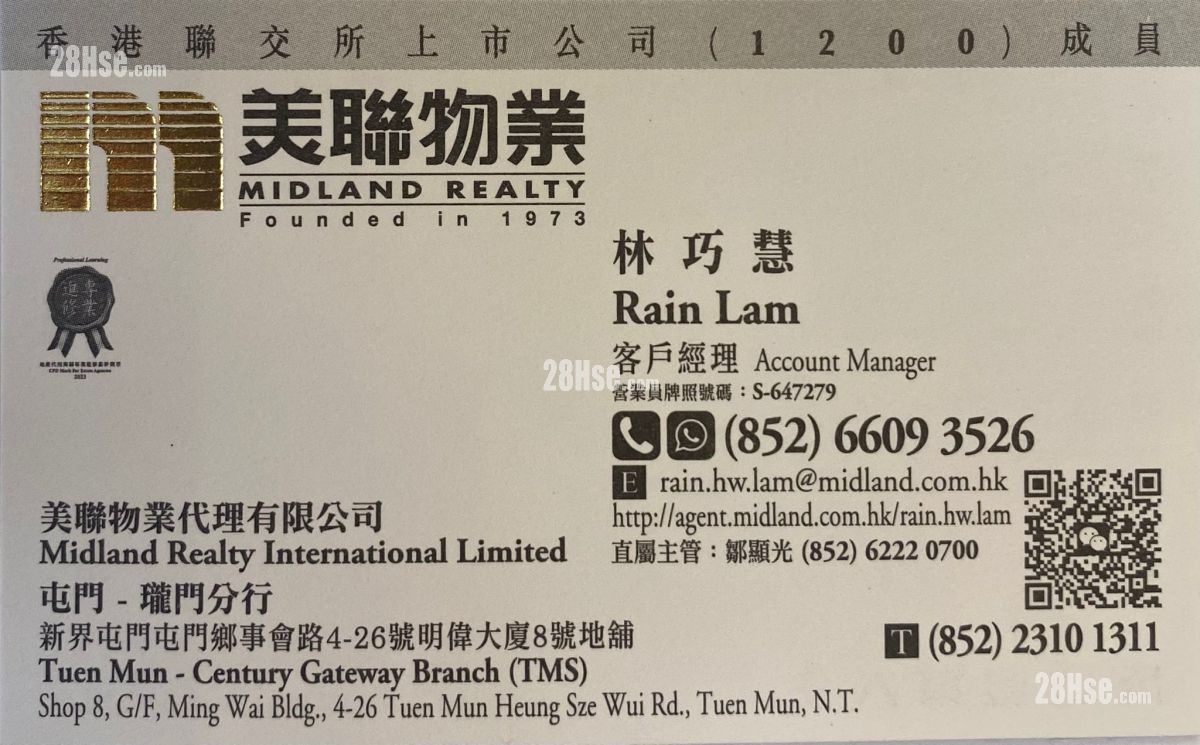 香港聯交所上市公司(1200)成員
28Hse.com
美聯物業
MIDLAND REALTY
Founded in 1973
林巧慧
Rain Lam
Professional Learning
專業進修
2023
客戶經理 Account Manager
28Hse.com
營業員牌照號碼：S-647279
(852) 6609 3526
E rain.hw.lam@midland.com.hk
http://agent.midland.com.hk/rain.hw.lam
直屬主管：鄒顯光 (852) 6222 0700
美聯物業代理有限公司
Midland Realty International Limited
屯門 - 瓏門分行
新界屯門屯門鄉事會路4-26號明偉大廈8號地舖
T (852) 2310 1311
Tuen Mun - Century Gateway Branch (TMS)
Shop 8, G/F, Ming Wai Bldg., 4-26 Tuen Mun Heung Sze Wui Rd., Tuen Mun, N.T.
28Hse.com